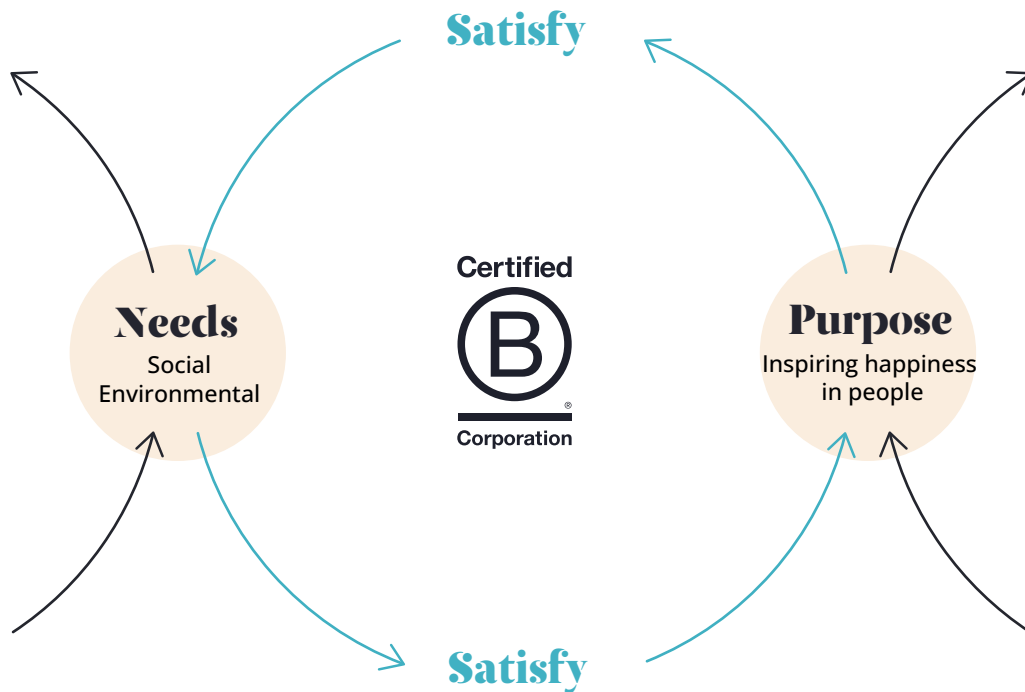 Satisfy
Needs
Social
Environmental
Certified
B
®
Corporation
Purpose
Inspiring happiness
in people
Satisfy